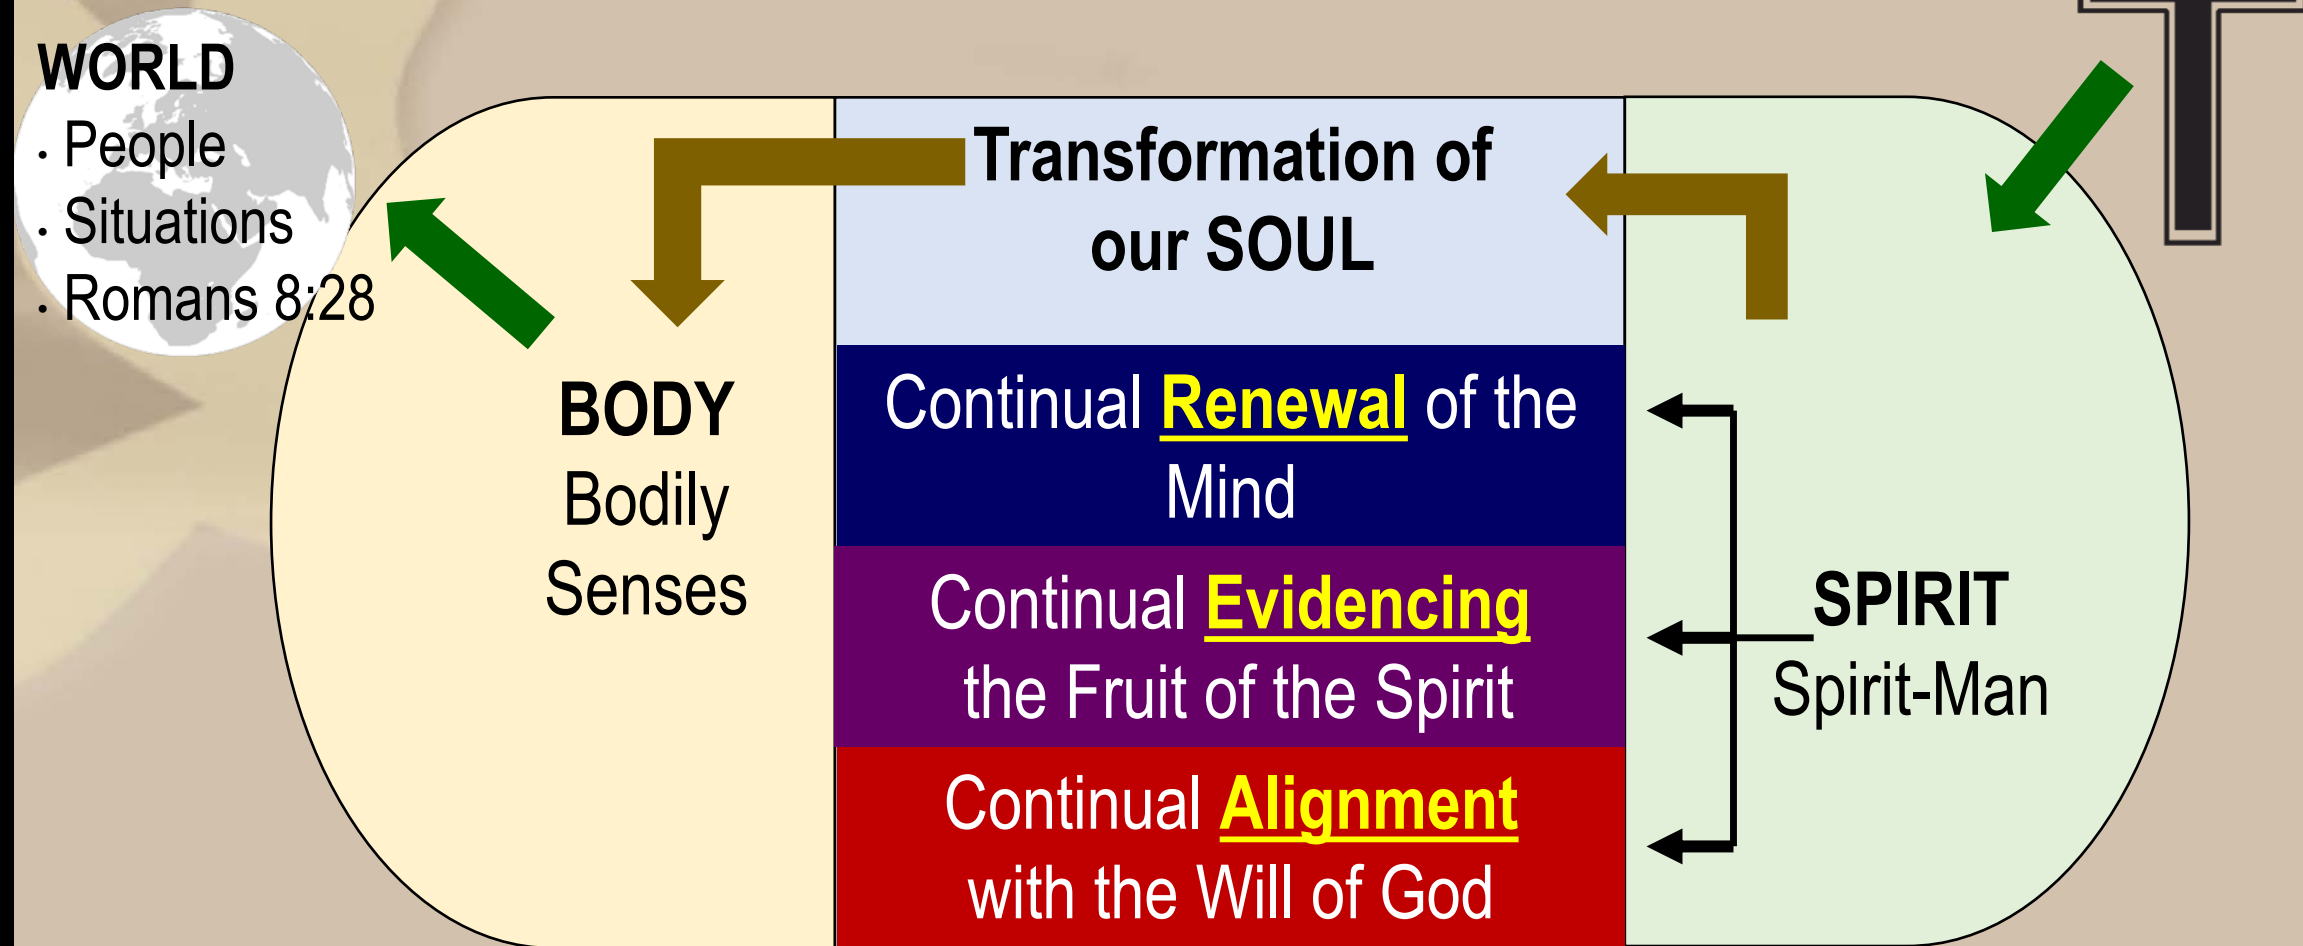 WORLD
· People
· Situations
· Romans 8:28
BODY
Bodily
Senses
Transformation of
our SOUL
Continual Renewal of the
Mind
Continual Evidencing
the Fruit of the Spirit
Continual Alignment
with the Will of God
SPIRIT
Spirit-Man